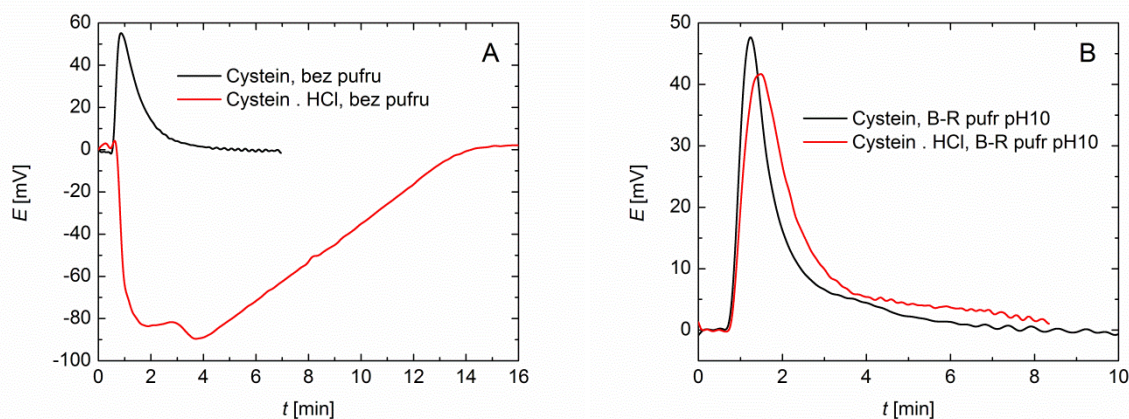 60
40
20
0
-20
-40
-60
-80
-100
E [mV]
A
Cystein, bez pufru
Cystein . HCl, bez pufru
0 2 4 6 8 10 12 14 16
t [min]
50
40
30
20
10
0
E [mV]
B
Cystein, B-R pufr pH10
Cystein . HCl, B-R pufr pH10
0 2 4 6 8 10
t [min]